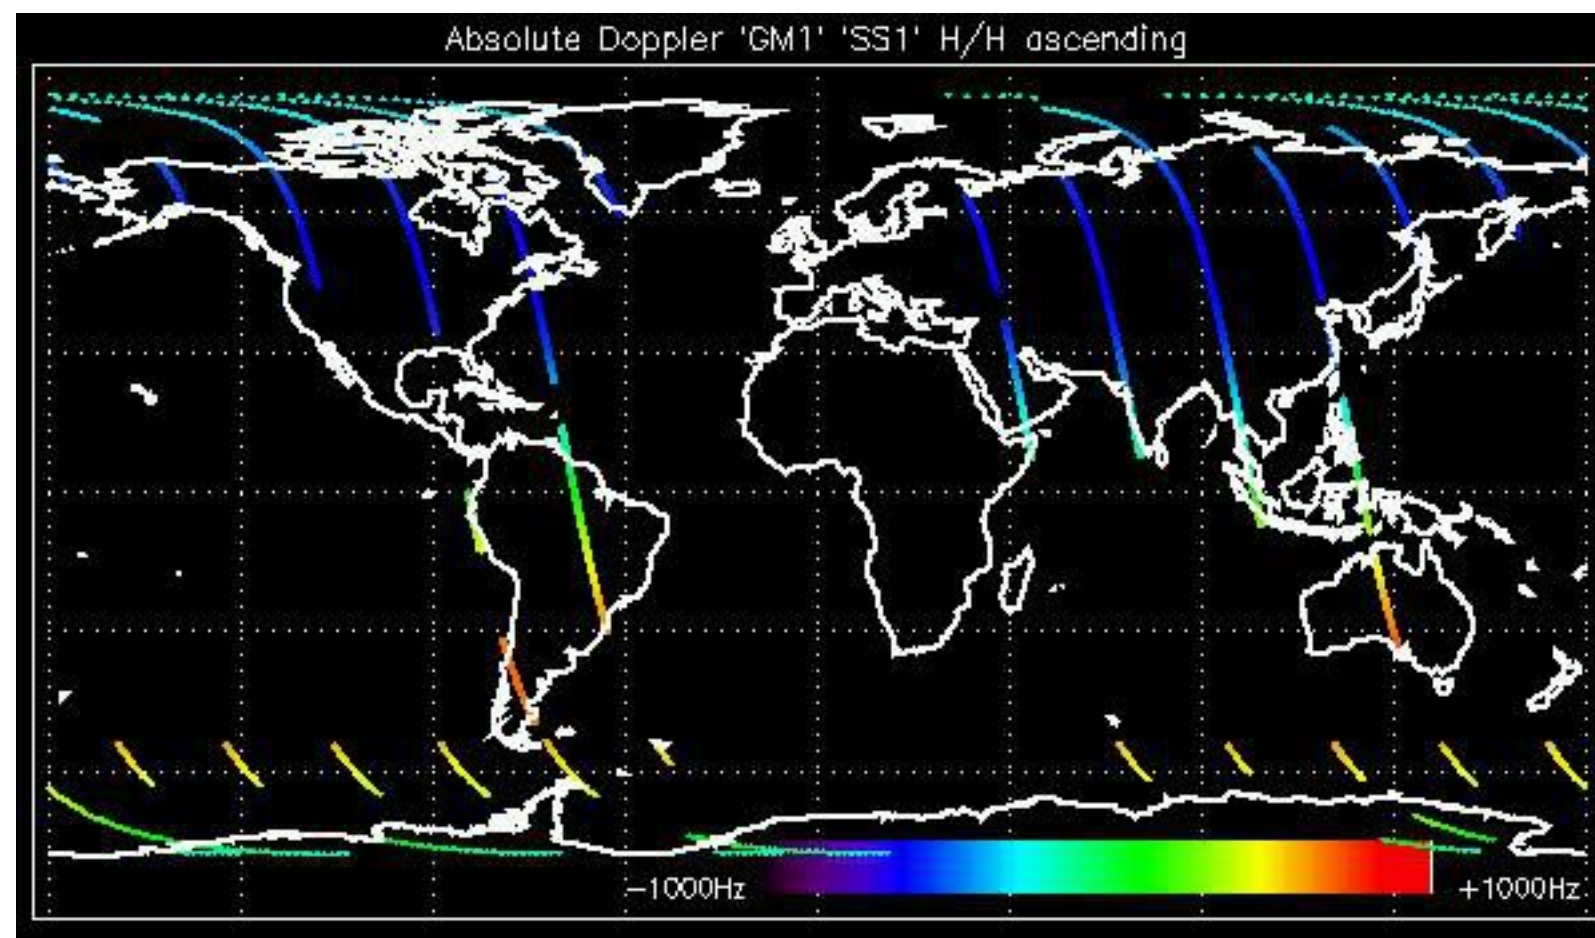 Absolute Doppler 'GM1' 'SS1' H/H ascending
−1000Hz
+1000Hz